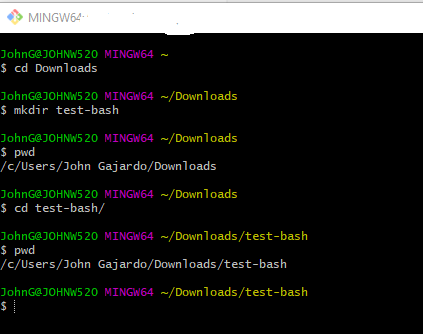 MINGW64
JohnG@JOHNW520 MINGW64 ~
$ cd Downloads
JohnG@JOHNW520 MINGW64 ~/Downloads
$ mkdir test-bash
JohnG@JOHNW520 MINGW64 ~/Downloads
$ pwd
/c/Users/John Gajardo/Downloads
JohnG@JOHNW520 MINGW64 ~/Downloads
$ cd test-bash/
JohnG@JOHNW520 MINGW64 ~/Downloads/test-bash
$ pwd
/c/Users/John Gajardo/Downloads/test-bash
JohnG@JOHNW520 MINGW64 ~/Downloads/test-bash
$